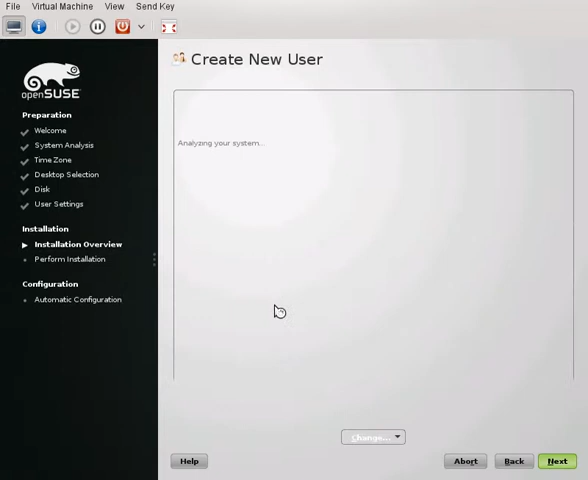 File Virtual Machine View Send Key
openSUSE
Preparation
Welcome
System Analysis
Time Zone
Desktop Selection
Disk
User Settings
Installation
Installation Overview
Perform Installation
Configuration
Automatic Configuration
Create New User
Analyzing your system...
Change...
Help
Abort
Back
Next